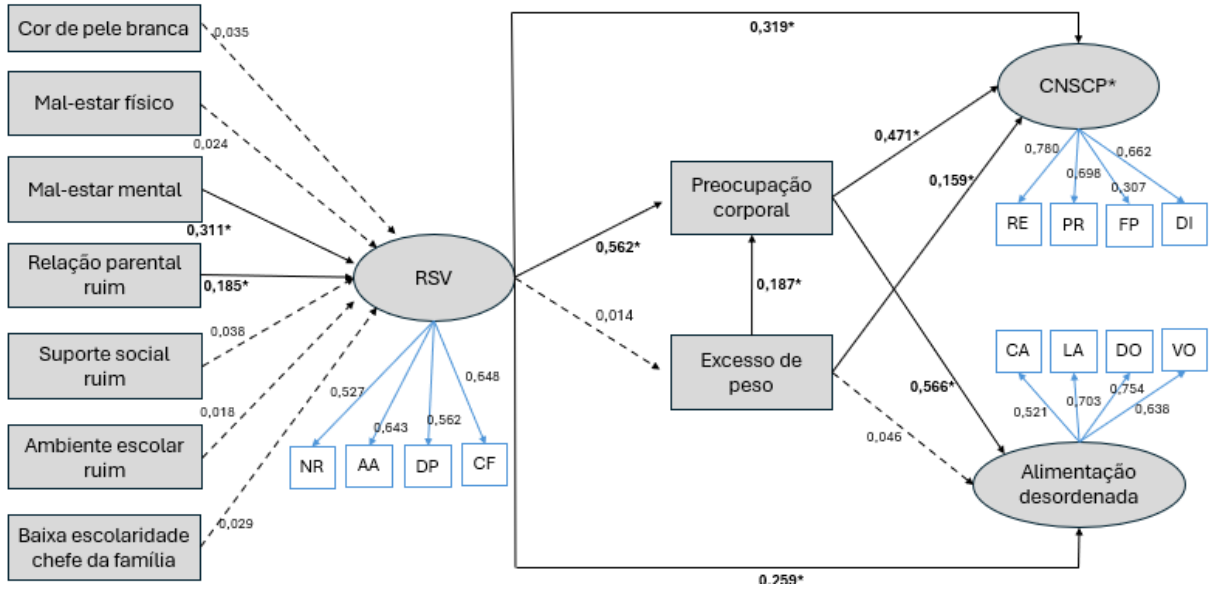 Cor de pele branca
0,035
Mal-estar físico
0,024
Mal-estar mental
0,311*
Relação parental
ruim
0,185*
Suporte social
ruim
0,038
Ambiente escolar
ruim
0,018
Baixa escolaridade
chefe da família
0,029
RSV
0,527
0,643
0,562
0,648
NR
AA
DP
CF
0,319*
0,562*
0,014
Preocupação
corporal
0,187*
Excesso de
peso
0,471*
0,159*
0,566*
0,046
0,259*
CNSCP*
0,780
0,698
0,307
0,662
RE
PR
FP
DI
CA
LA
DO
VO
0,521
0,703
0,754
0,638
Alimentação
desordenada